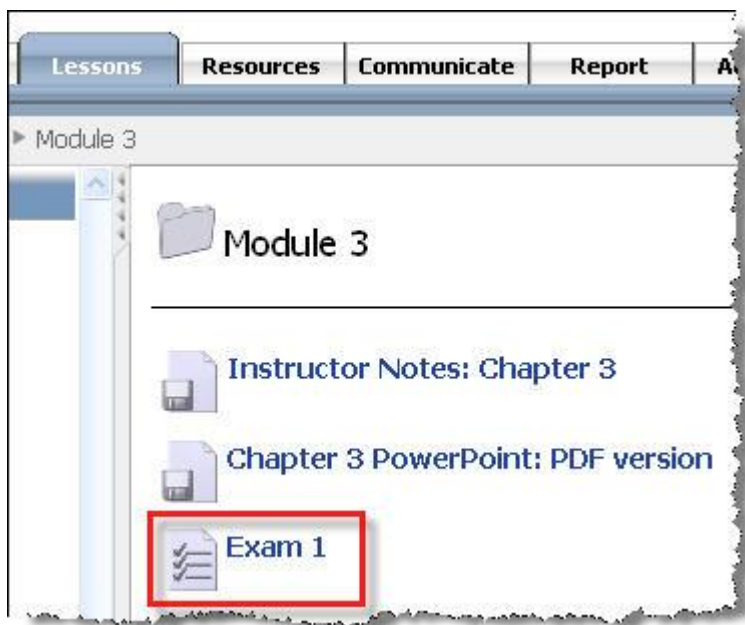 Lessons Resources Communicate Report
Module 3
Module 3
Instructor Notes: Chapter 3
Chapter 3 PowerPoint: PDF version
Exam 1